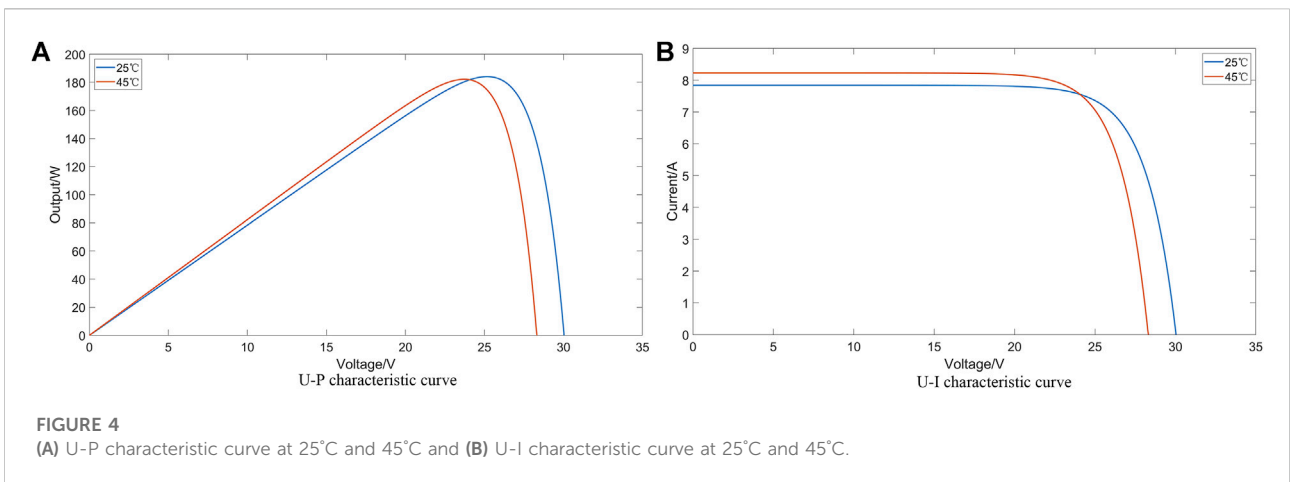 A
200
180
160
140
120
100
80
60
40
20
0
Output/W
25℃
45℃
0 5 10 15 20 25 30 35
Voltage/V
U-P characteristic curve
B
9
8
7
6
5
4
3
2
1
0
Current/A
25℃
45℃
0 5 10 15 20 25 30 35
Voltage/V
U-I characteristic curve
FIGURE 4
(A) U-P characteristic curve at 25˚C and 45˚C and (B) U-I characteristic curve at 25˚C and 45˚C.